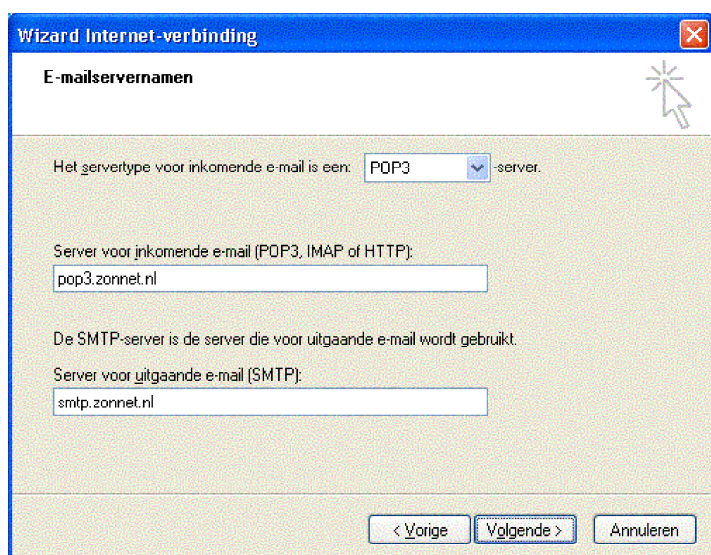 Wizard Internet-verbinding
E-mailservernamen
Het servertype voor inkomende e-mail is een: POP3 -server.
Server voor inkomende e-mail (POP3, IMAP of HTTP):
pop3.zonnet.nl
De SMTP-server is de server die voor uitgaande e-mail wordt gebruikt.
Server voor uitgaande e-mail (SMTP):
smtp.zonnet.nl
< Vorige Volgende > Annuleren